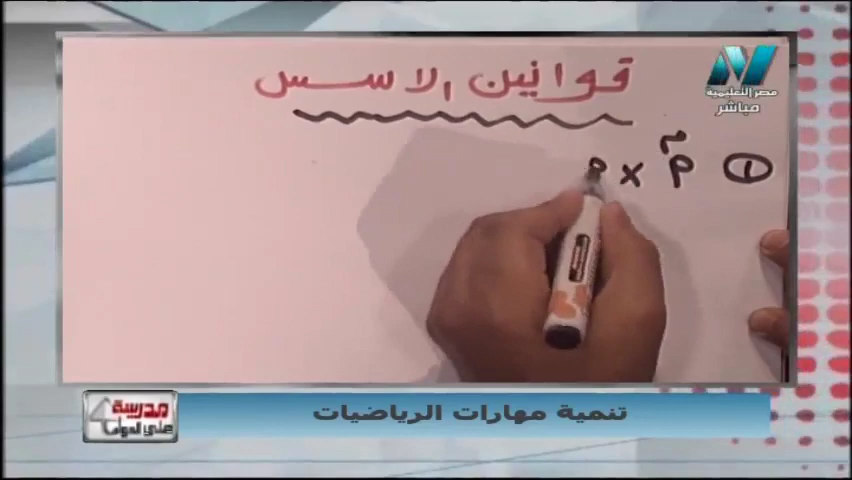 قوانين الاسس
مصر التعليمية
مباشر
① م^م × م
مدرسة
على الهواء
تنمية مهارات الرياضيات